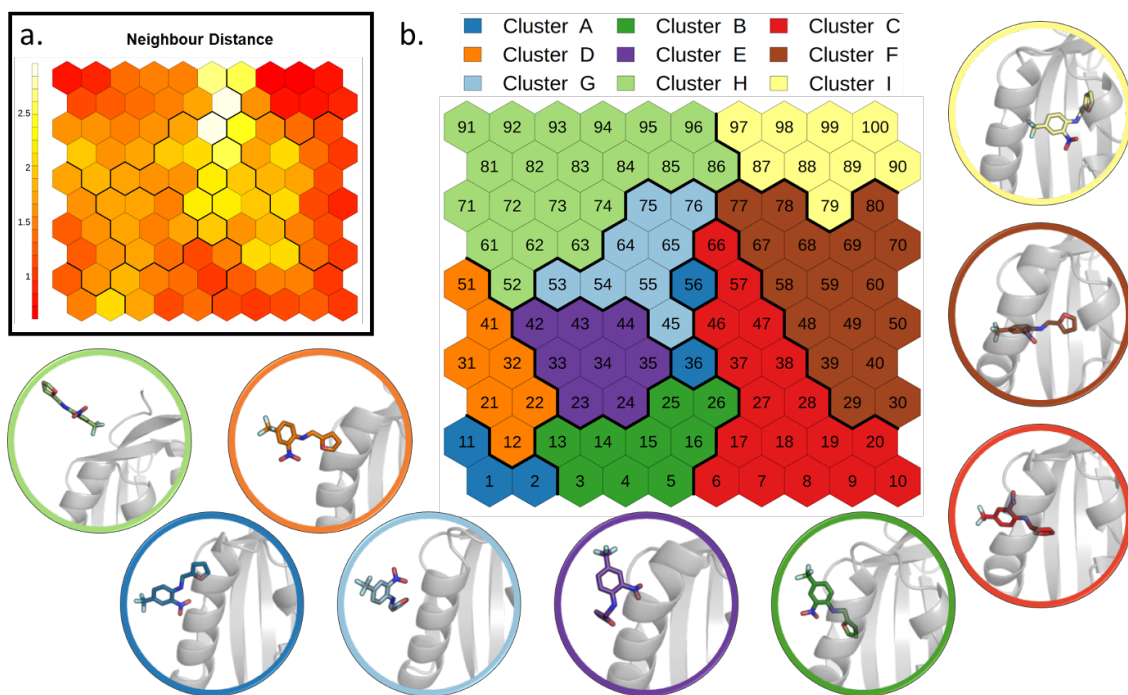 a.
Neighbour Distance
2.5
2
1.5
1
b.
Cluster A Cluster B Cluster C
Cluster D Cluster E Cluster F
Cluster G Cluster H Cluster I
91 92 93 94 95 96 97 98 99 100
81 82 83 84 85 86 87 88 89 90
71 72 73 74 75 76 77 78 79 80
61 62 63 64 65 66 67 68 69 70
51 52 53 54 55 56 57 58 59 60
41 42 43 44 45 46 47 48 49 50
31 32 33 34 35 36 37 38 39 40
21 22 23 24 25 26 27 28 29 30
11 12 13 14 15 16 17 18 19 20
1 2 3 4 5 6 7 8 9 10